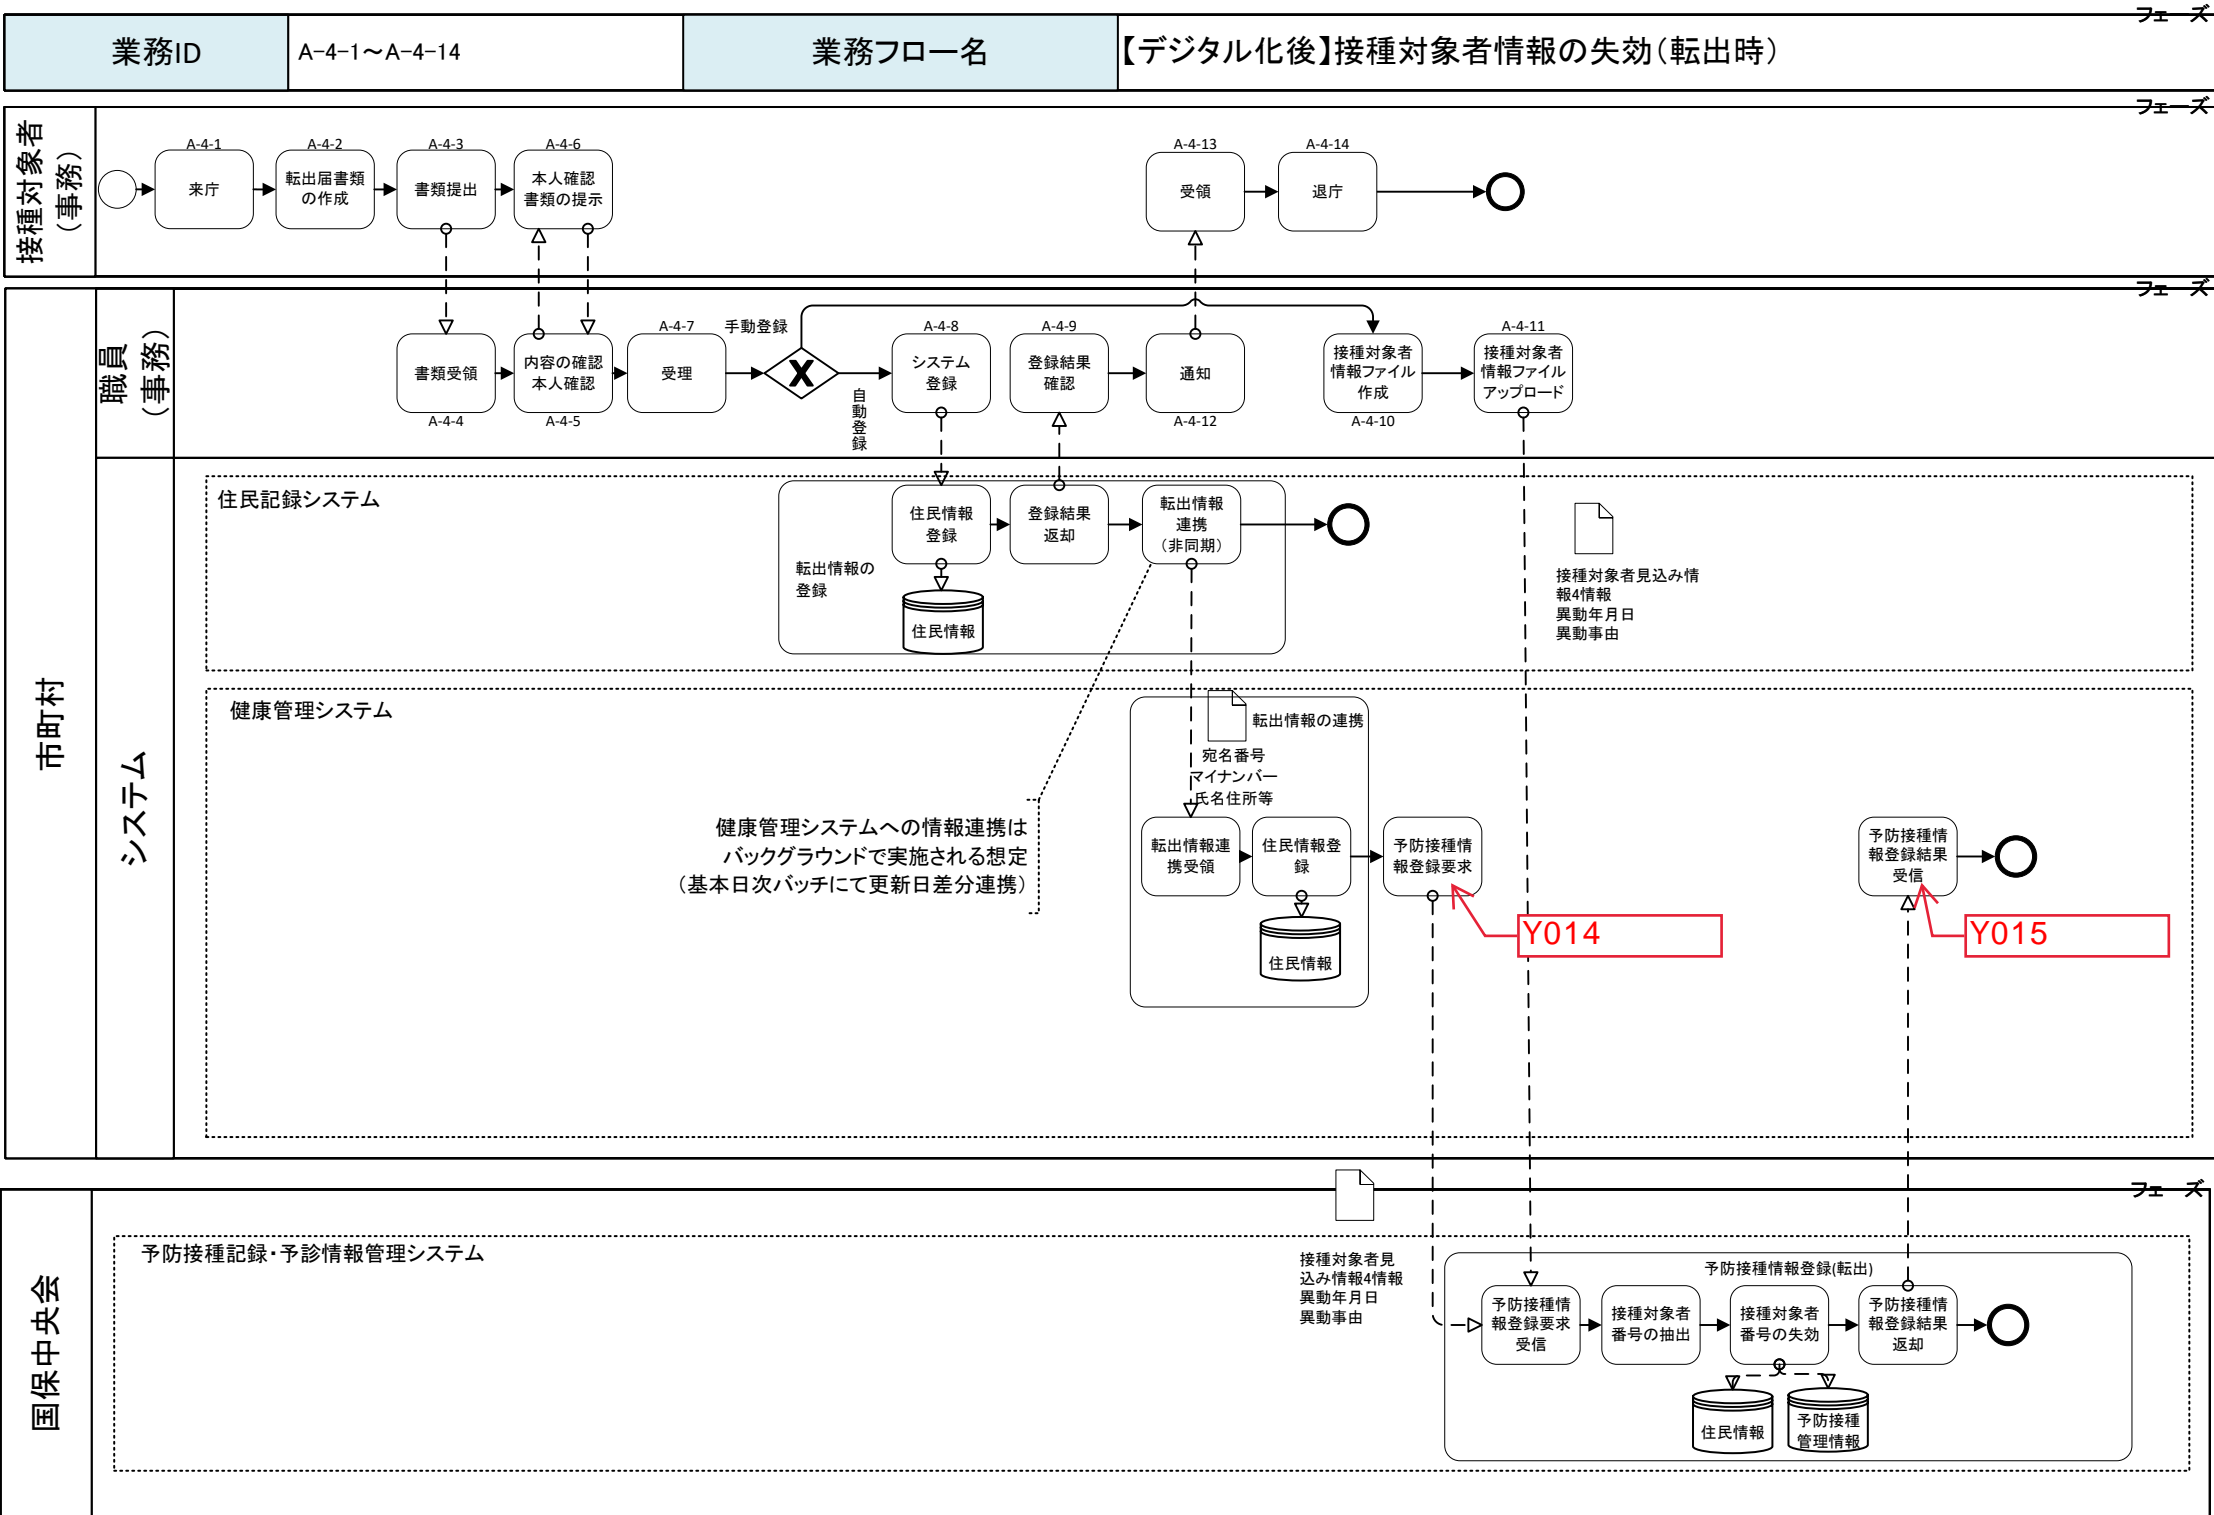 フェーズ
業務ID
A-4-1～A-4-14
業務フロー名
【デジタル化後】接種対象者情報の失効（転出時）
フェーズ
接種対象者
（事務）
A-4-1
来庁
A-4-2
転出届書類
の作成
A-4-3
書類提出
A-4-6
本人確認
書類の提示
A-4-13
受領
A-4-14
退庁
フェーズ
市町村
職員
（事務）
書類受領
A-4-4
内容の確認
本人確認
A-4-5
A-4-7
受理
手動登録
X
自動登録
A-4-8
システム
登録
A-4-9
登録結果
確認
通知
A-4-12
接種対象者
情報ファイル
作成
A-4-10
A-4-11
接種対象者
情報ファイル
アップロード
システム
住民記録システム
転出情報の
登録
住民情報
登録
住民情報
登録結果
返却
転出情報
連携
（非同期）
接種対象者見込み情
報4情報
異動年月日
異動事由
健康管理システム
転出情報の連携
宛名番号
マイナンバー
氏名住所等
健康管理システムへの情報連携は
バックグラウンドで実施される想定
（基本日次バッチにて更新日差分連携）
転出情報連
携受領
住民情報登
録
住民情報
予防接種情
報登録要求
Y014
予防接種情
報登録結果
受信
Y015
フェーズ
国保中央会
予防接種記録・予診情報管理システム
接種対象者見
込み情報4情報
異動年月日
異動事由
予防接種情報登録(転出)
予防接種情
報登録要求
受信
接種対象者
番号の抽出
接種対象者
番号の失効
予防接種情
報登録結果
返却
住民情報
予防接種
管理情報